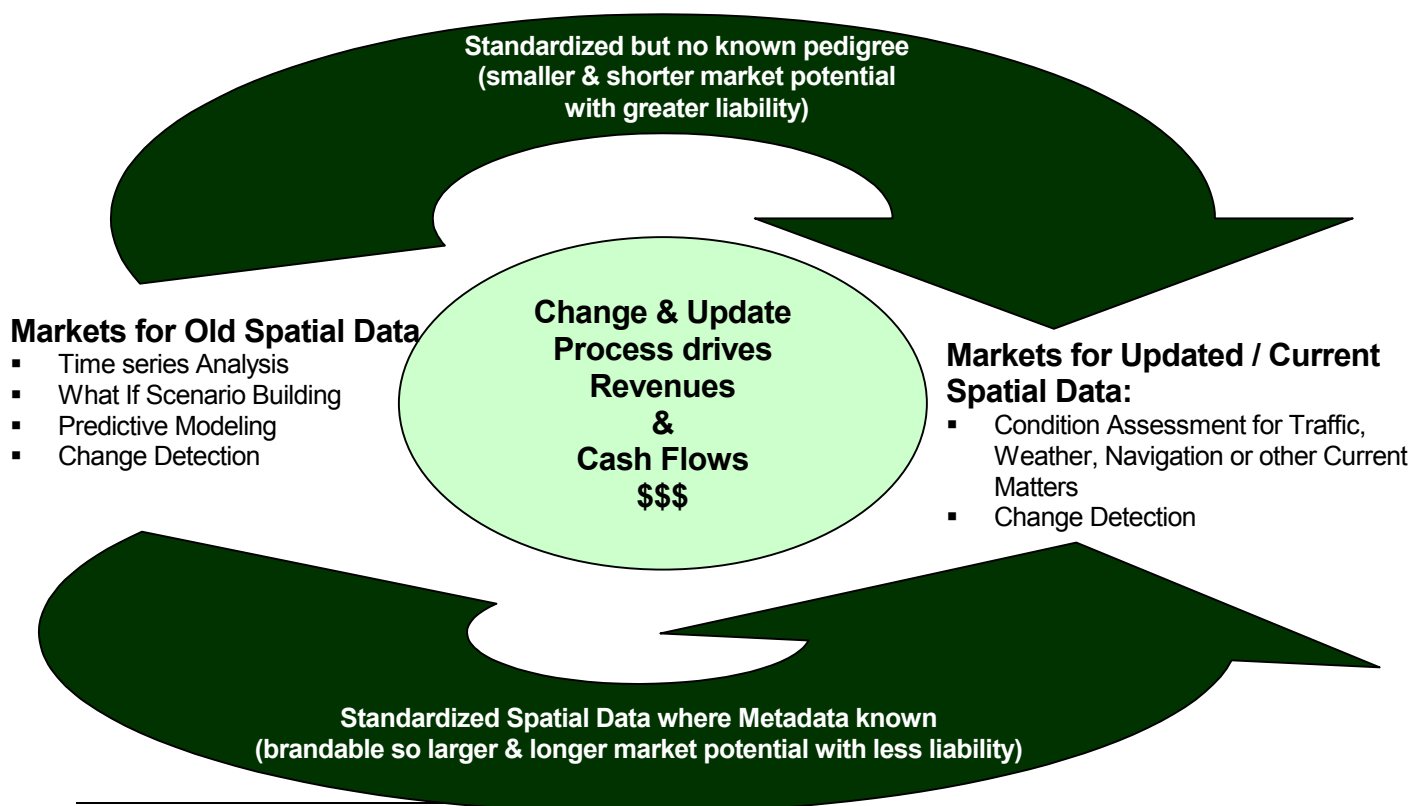 Standardized but no known pedigree
(smaller & shorter market potential
with greater liability)
Markets for Old Spatial Data
▪ Time series Analysis
▪ What If Scenario Building
▪ Predictive Modeling
▪ Change Detection
Change & Update
Process drives
Revenues
&
Cash Flows
$$$
Markets for Updated / Current
Spatial Data:
▪ Condition Assessment for Traffic,
Weather, Navigation or other Current
Matters
▪ Change Detection
Standardized Spatial Data where Metadata known
(brandable so larger & longer market potential with less liability)